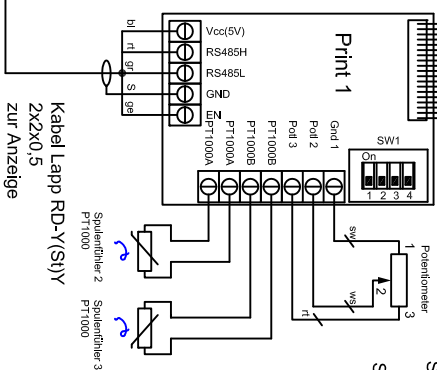 Print 1
bl
rt
gr
S
ge
Vcc(5V)
RS485H
RS485L
GND
EN
PT1000A
PT1000A
PT1000B
PT1000B
Poti 3
Poti 2
Gnd 1
SW1
On
1 2 3 4
sw
ws
rt
1
2
3
Potentiometer
Spulenfühler 2
PT1000
Spulenfühler 3
PT1000
Kabel Lapp RD-Y(St)Y
2x2x0,5
zur Anzeige